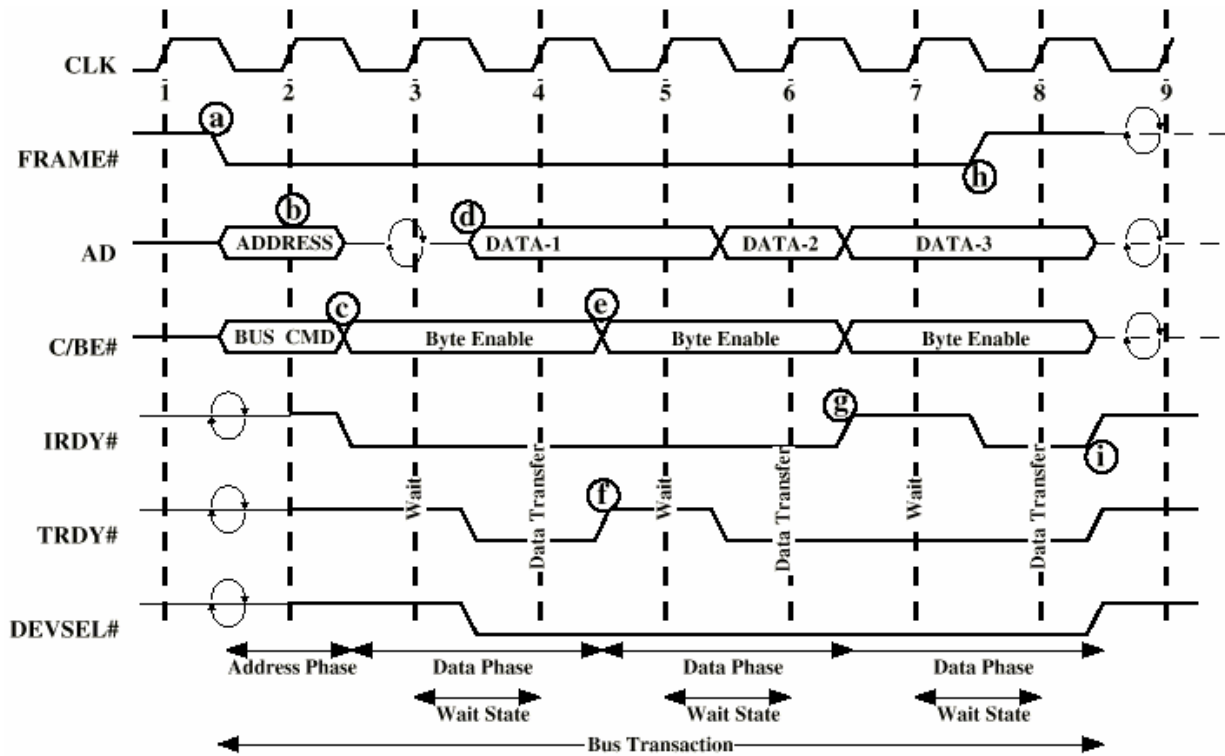 CLK
1 2 3 4 5 6 7 8 9
a
FRAME#
h
b
d
AD
ADDRESS
DATA-1
DATA-2
DATA-3
c
e
C/BE#
BUS CMD
Byte Enable
Byte Enable
Byte Enable
g
IRDY#
i
Wait
Data Transfer
Wait
Data Transfer
Wait
Data Transfer
f
TRDY#
DEVSEL#
Address Phase
Data Phase
Data Phase
Data Phase
Wait State
Wait State
Wait State
Bus Transaction